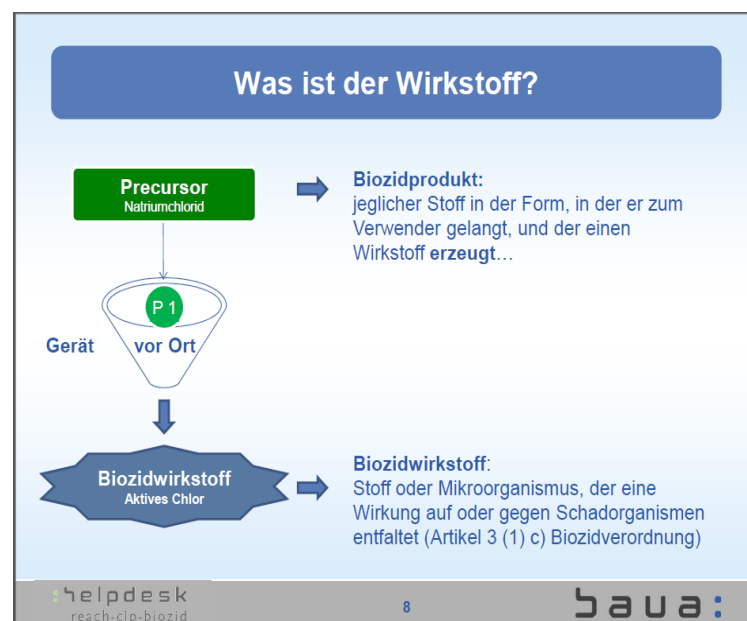 Was ist der Wirkstoff?
Precursor
Natriumchlorid
Biozidprodukt:
jeglicher Stoff in der Form, in der er zum
Verwender gelangt, und der einen
Wirkstoff erzeugt…
P 1
Gerät
vor Ort
Biozidwirkstoff
Aktives Chlor
Biozidwirkstoff:
Stoff oder Mikroorganismus, der eine
Wirkung auf oder gegen Schadorganismen
entfaltet (Artikel 3 (1) c) Biozidverordnung)
:helpdesk
reach-clp-biozid
8
baua: